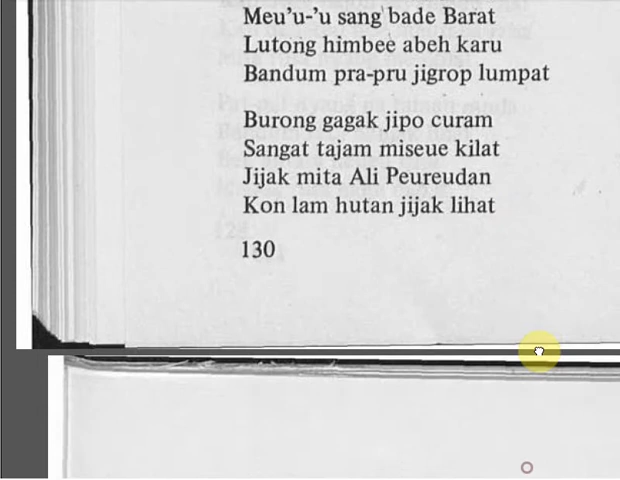 Meu'u-'u sang bade Barat
Lutong himbee abeh karu
Bandum pra-pru jigrop lumpat
Burong gagak jipo curam
Sangat tajam miseue kilat
Jijak mita Ali Peureudan
Kon lam hutan jijak lihat
130